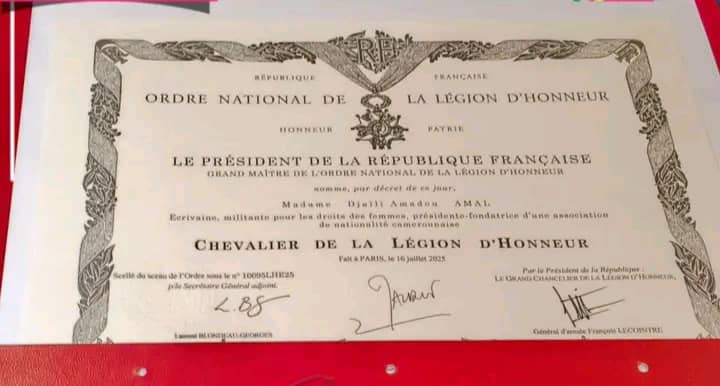 RF
RÉPUBLIQUE FRANÇAISE
ORDRE NATIONAL DE LA LÉGION D'HONNEUR
HONNEUR PATRIE
LE PRÉSIDENT DE LA RÉPUBLIQUE FRANÇAISE
GRAND MAÎTRE DE L'ORDRE NATIONAL DE LA LÉGION D'HONNEUR
nomme, par décret de ce jour,
Madame Djaïli Amadou AMAL
Ecrivaine, militante pour les droits des femmes, présidente-fondatrice d'une association
de nationalité camerounaise
CHEVALIER DE LA LÉGION D'HONNEUR
Fait à PARIS, le 16 juillet 2025
Scellé du sceau de l'Ordre sous le n° 10095LHE25
p/le Secrétaire Général adjoint,
Laurent BLONDEAU-GEORGES
Par le Président de la République :
LE GRAND CHANCELIER DE LA LÉGION D'HONNEUR,
Général d'armée François LECOINTRE